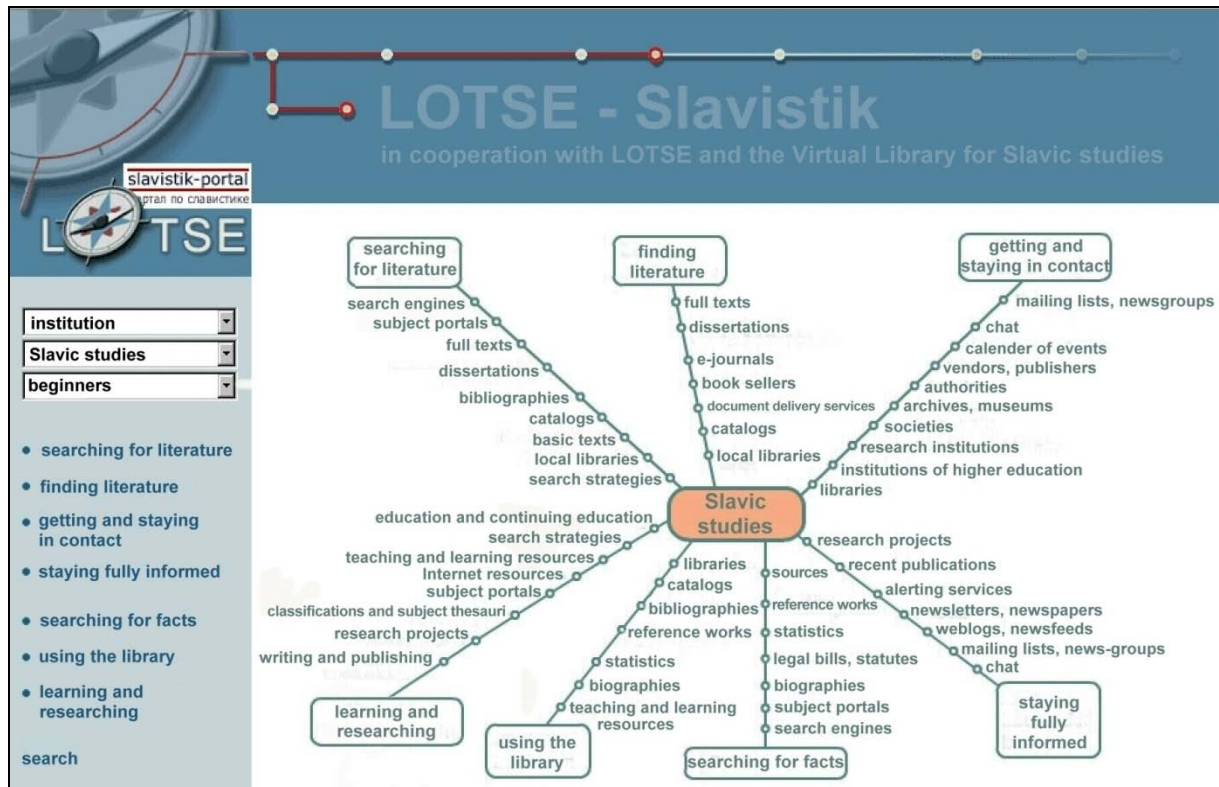 LOTSE - Slavistik
in cooperation with LOTSE and the Virtual Library for Slavic studies
slavistik-portal
по славистике
LOTSE
institution
Slavic studies
beginners
searching for literature
finding literature
getting and staying
in contact
staying fully informed
searching for facts
using the library
learning and
researching
search
searching
for literature
search engines
subject portals
full texts
dissertations
bibliographies
catalogs
basic texts
local libraries
search strategies
finding
literature
full texts
dissertations
e-journals
book sellers
document delivery services
catalogs
local libraries
getting and
staying in contact
mailing lists, newsgroups
chat
calender of events
vendors, publishers
authorities
archives, museums
societies
research institutions
institutions of higher education
libraries
Slavic
studies
education and continuing education
search strategies
teaching and learning resources
Internet resources
subject portals
classifications and subject thesauri
research projects
writing and publishing
learning and
researching
libraries
catalogs
bibliographies
reference works
statistics
biographies
teaching and learning
resources
using the
library
sources
reference works
statistics
legal bills, statutes
biographies
subject portals
search engines
searching for facts
research projects
recent publications
alerting services
newsletters, newspapers
weblogs, newsfeeds
mailing lists, news-groups
chat
staying
fully
informed